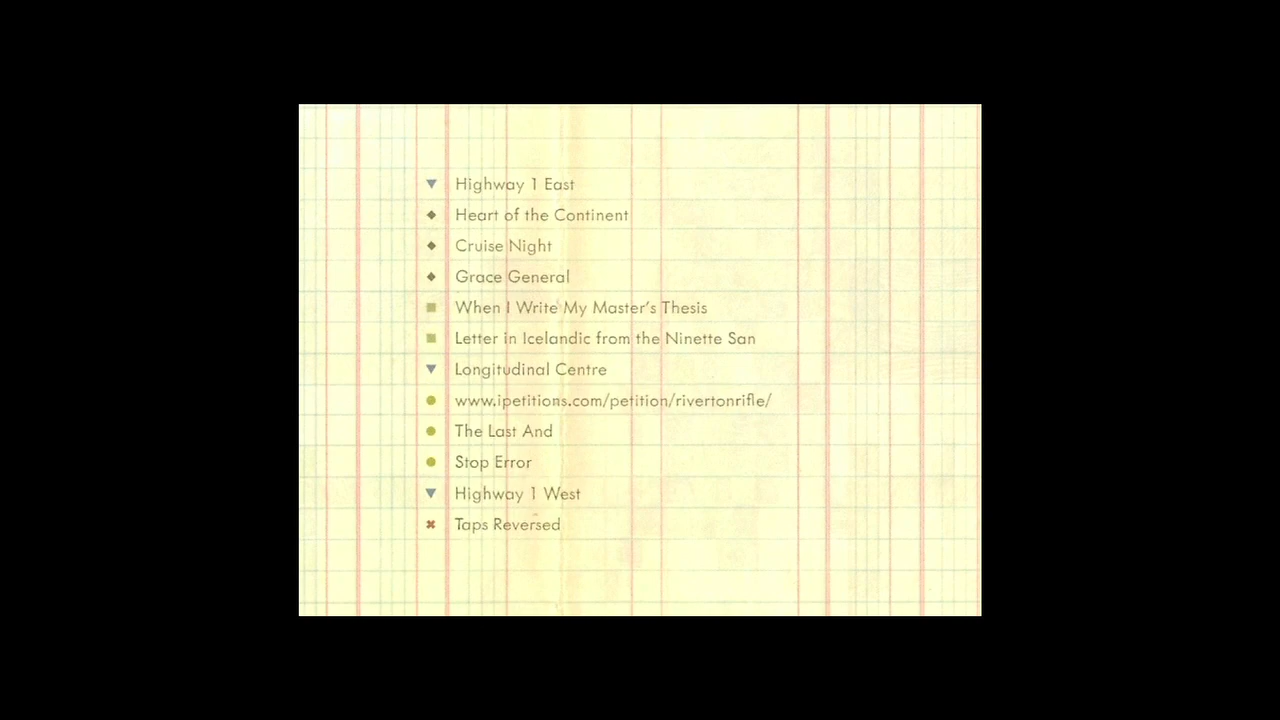 Highway 1 East
Heart of the Continent
Cruise Night
Grace General
When I Write My Master's Thesis
Letter in Icelandic from the Ninette San
Longitudinal Centre
www.ipetitions.com/petition/rivertonrifle/
The Last And
Stop Error
Highway 1 West
Taps Reversed